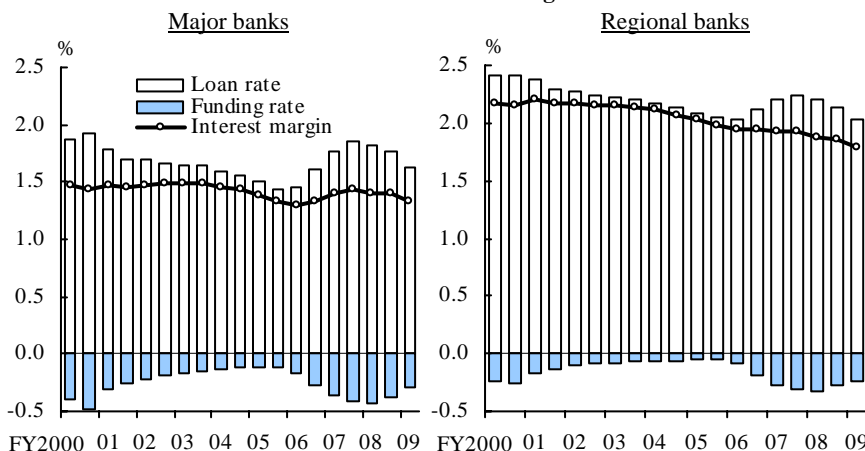 Major banks
Regional banks
%
2.5
2.0
1.5
1.0
0.5
0.0
-0.5
Loan rate
Funding rate
Interest margin
FY2000 01 02 03 04 05 06 07 08 09
%
2.5
2.0
1.5
1.0
0.5
0.0
-0.5
FY2000 01 02 03 04 05 06 07 08 09